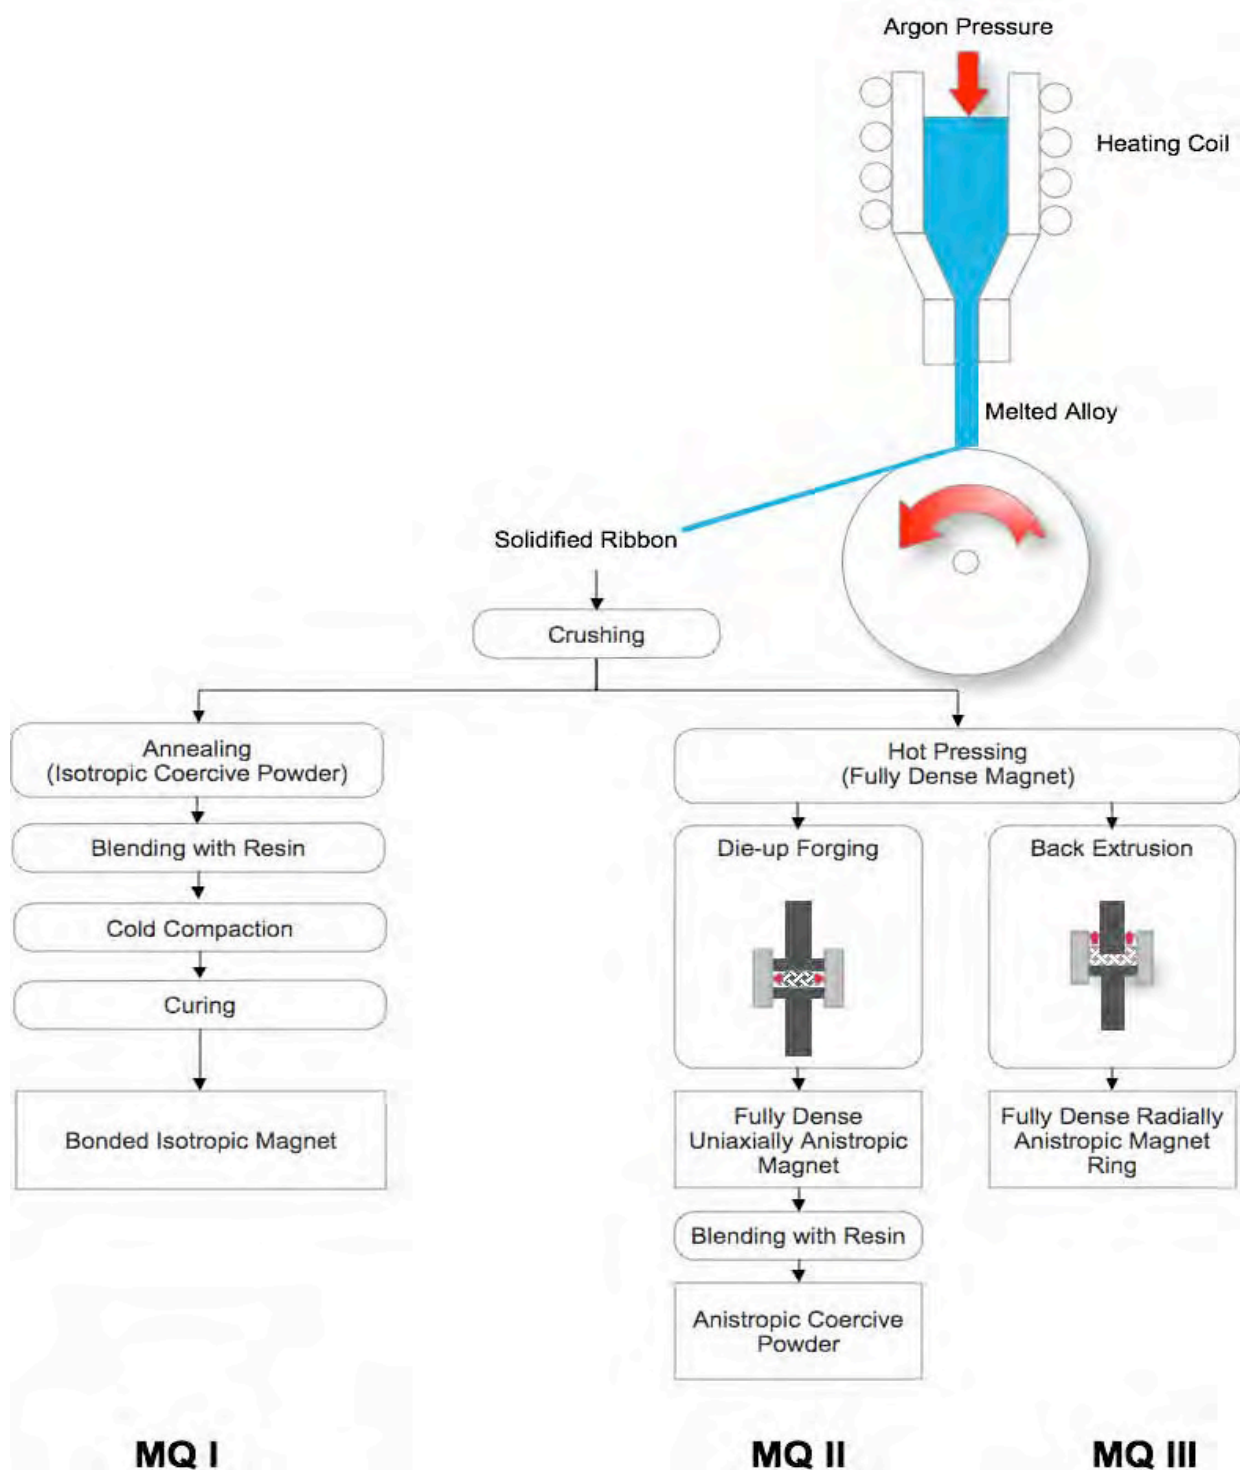 Argon Pressure
Heating Coil
Melted Alloy
Solidified Ribbon
Crushing
Annealing
(Isotropic Coercive Powder)
Blending with Resin
Cold Compaction
Curing
Bonded Isotropic Magnet
Hot Pressing
(Fully Dense Magnet)
Die-up Forging
Fully Dense
Uniaxially Anistropic
Magnet
Blending with Resin
Anistropic Coercive
Powder
Back Extrusion
Fully Dense Radially
Anistropic Magnet
Ring
MQ I
MQ II
MQ III